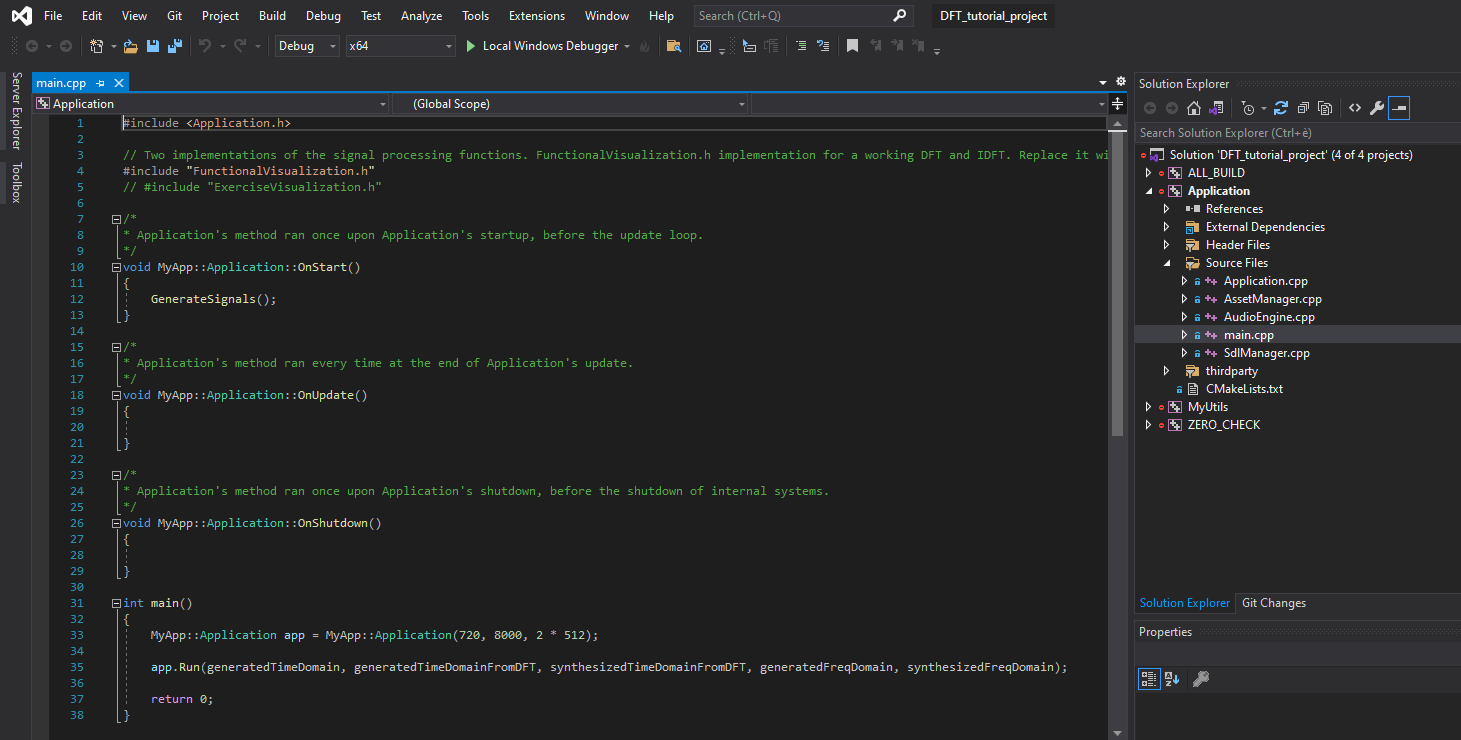 File Edit View Git Project Build Debug Test Analyze Tools Extensions Window Help Search (Ctrl+Q) DFT_tutorial_project
Debug x64 Local Windows Debugger
Server Explorer
Toolbox
main.cpp
Application (Global Scope)
1 #include <Application.h>
2
3 // Two implementations of the signal processing functions. FunctionalVisualization.h implementation for a working DFT and IDFT. Replace it wi
4 #include "FunctionalVisualization.h"
5 // #include "ExerciseVisualization.h"
6
7 /*
8 * Application's method ran once upon Application's startup, before the update loop.
9 */
10 void MyApp::Application::OnStart()
11 {
12 GenerateSignals();
13 }
14
15 /*
16 * Application's method ran every time at the end of Application's update.
17 */
18 void MyApp::Application::OnUpdate()
19 {
20
21 }
22
23 /*
24 * Application's method ran once upon Application's shutdown, before the shutdown of internal systems.
25 */
26 void MyApp::Application::OnShutdown()
27 {
28
29 }
30
31 int main()
32 {
33 MyApp::Application app = MyApp::Application(720, 8000, 2 * 512);
34
35 app.Run(generatedTimeDomain, generatedTimeDomainFromDFT, synthesizedTimeDomainFromDFT, generatedFreqDomain, synthesizedFreqDomain);
36
37 return 0;
38 }
Solution Explorer
Search Solution Explorer (Ctrl+è)
Solution 'DFT_tutorial_project' (4 of 4 projects)
ALL_BUILD
Application
References
External Dependencies
Header Files
Source Files
Application.cpp
AssetManager.cpp
AudioEngine.cpp
main.cpp
SdlManager.cpp
thirdparty
CMakeLists.txt
MyUtils
ZERO_CHECK
Solution Explorer Git Changes
Properties